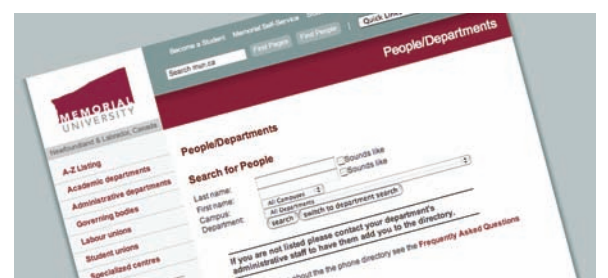 Become a Student Memorial Self-Service
Quick Lin
Search mun.ca Find Pages Find People
People/Departments
MEMORIAL
UNIVERSITY
Newfoundland & Labrador, Canada
A-Z Listing
Academic departments
Administrative departments
Governing bodies
Labour unions
Student unions
Specialized centres
People/Departments
Search for People
Last name: Sounds like
First name: Sounds like
Campus: All Campuses
Department: All Departments
search switch to department search
If you are not listed please contact your department's
administrative staff to have them add you to the directory.
about the the phone directory see the Frequently Asked Questions